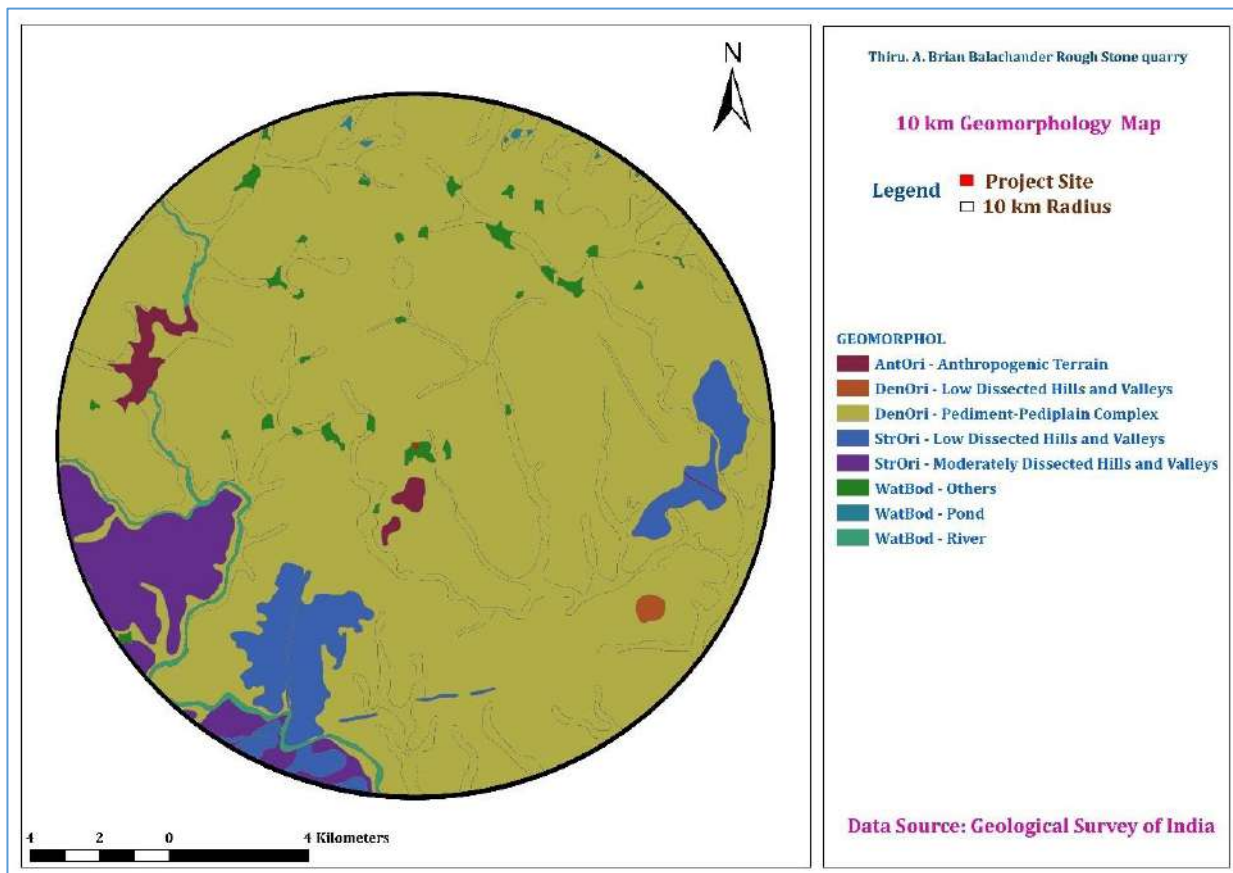 N
4 2 0 4 Kilometers
Thiru. A. Brian Balachander Rough Stone quarry
10 km Geomorphology Map
Legend
Project Site
10 km Radius
GEOMORPHOL
AntOri - Anthropogenic Terrain
DenOri - Low Dissected Hills and Valleys
DenOri - Pediment-Pediplain Complex
StrOri - Low Dissected Hills and Valleys
StrOri - Moderately Dissected Hills and Valleys
WatBod - Others
WatBod - Pond
WatBod - River
Data Source: Geological Survey of India